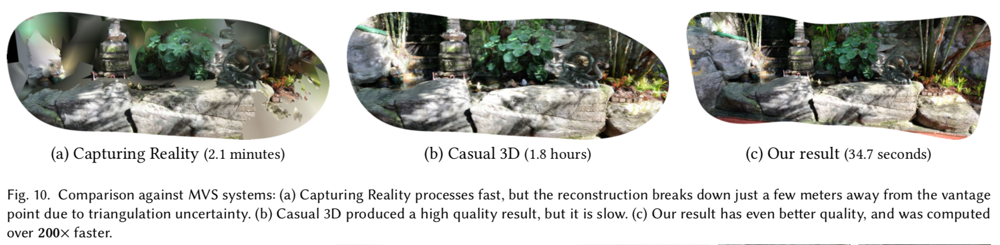 (a) Capturing Reality (2.1 minutes)
(b) Casual 3D (1.8 hours)
(c) Our result (34.7 seconds)
Fig. 10. Comparison against MVS systems: (a) Capturing Reality processes fast, but the reconstruction breaks down just a few meters away from the vantage
point due to triangulation uncertainty. (b) Casual 3D produced a high quality result, but it is slow. (c) Our result has even better quality, and was computed
over 200× faster.